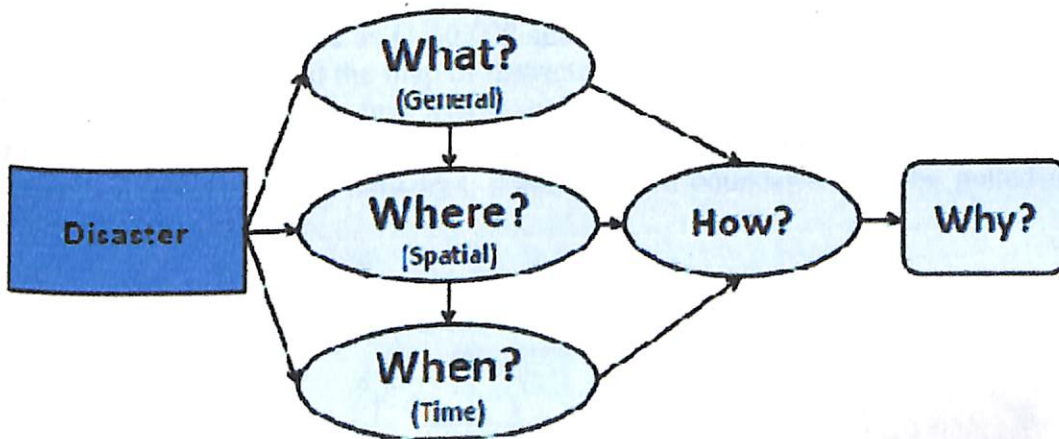 What?
(General)
Disaster
Where?
(Spatial)
How?
Why?
When?
(Time)